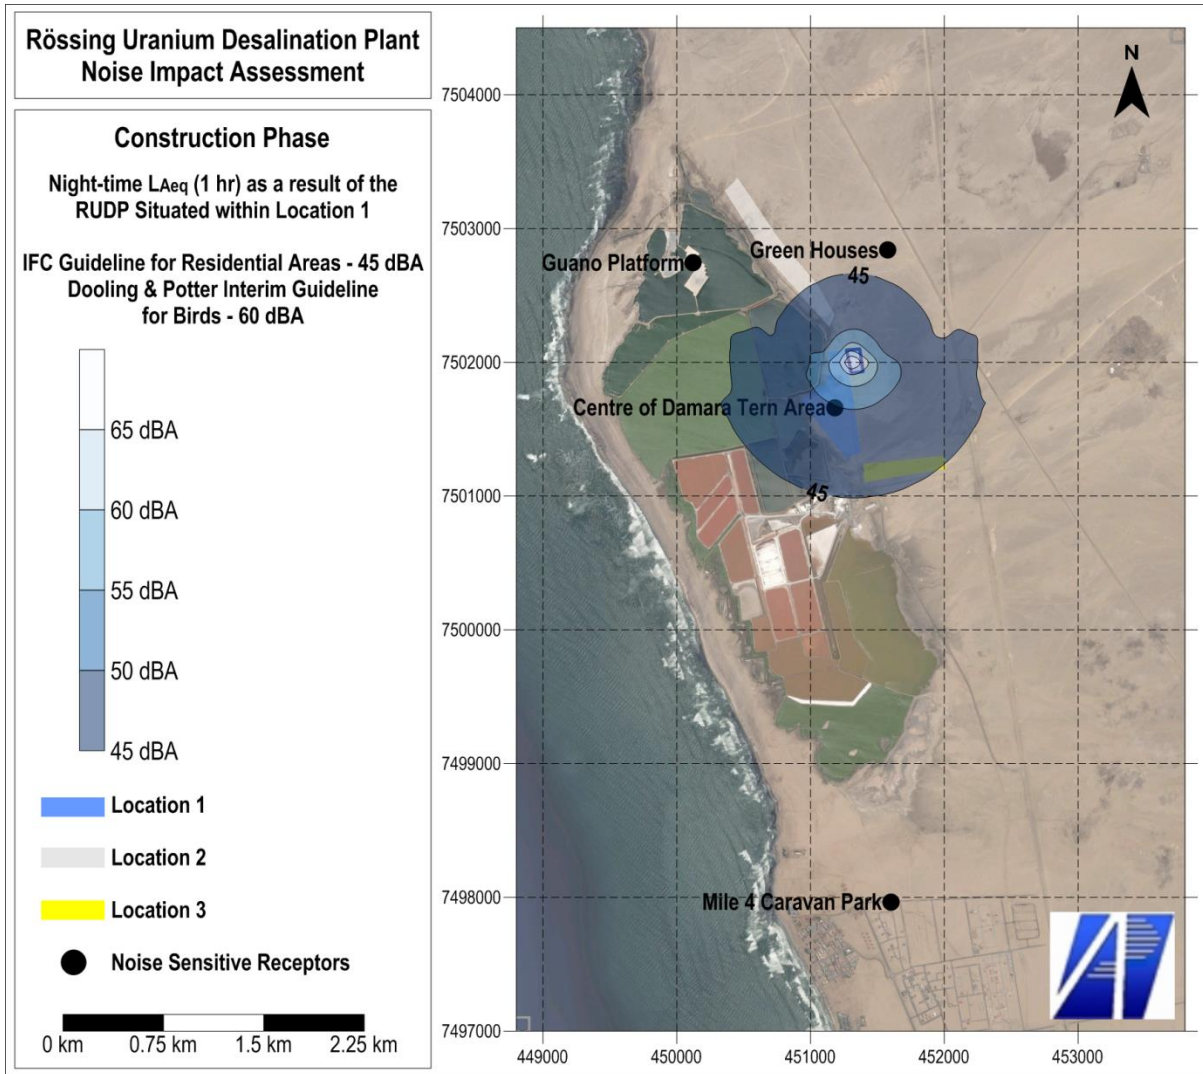 Rössing Uranium Desalination Plant
Noise Impact Assessment
Construction Phase
Night-time LAeq (1 hr) as a result of the
RUDP Situated within Location 1
IFC Guideline for Residential Areas - 45 dBA
Dooling & Potter Interim Guideline
for Birds - 60 dBA
65 dBA
60 dBA
55 dBA
50 dBA
45 dBA
Location 1
Location 2
Location 3
Noise Sensitive Receptors
0 km 0.75 km 1.5 km 2.25 km
N
7504000
7503000
7502000
7501000
7500000
7499000
7498000
7497000
449000 450000 451000 452000 453000
Guano Platform
Green Houses
45
Centre of Damara Tern Area
45
Mile 4 Caravan Park